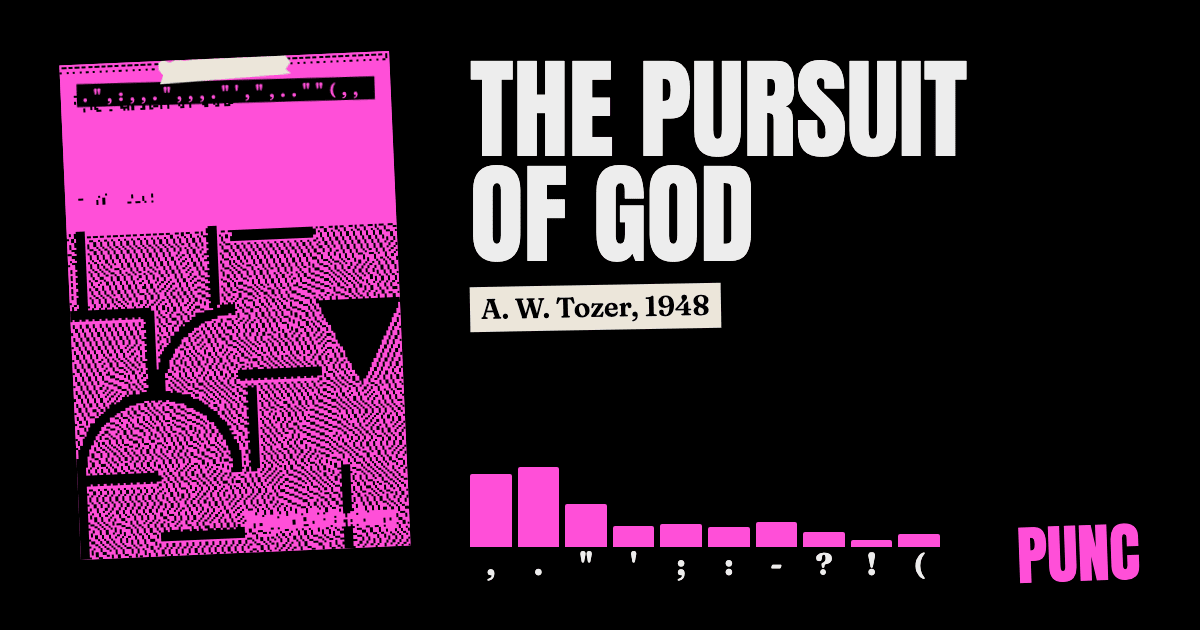 .",:,,.",,,."',",..""(,,
THE PURSUIT
OF GOD
A. W. Tozer, 1948
, . " ' ; : - ? ! (
PUNC